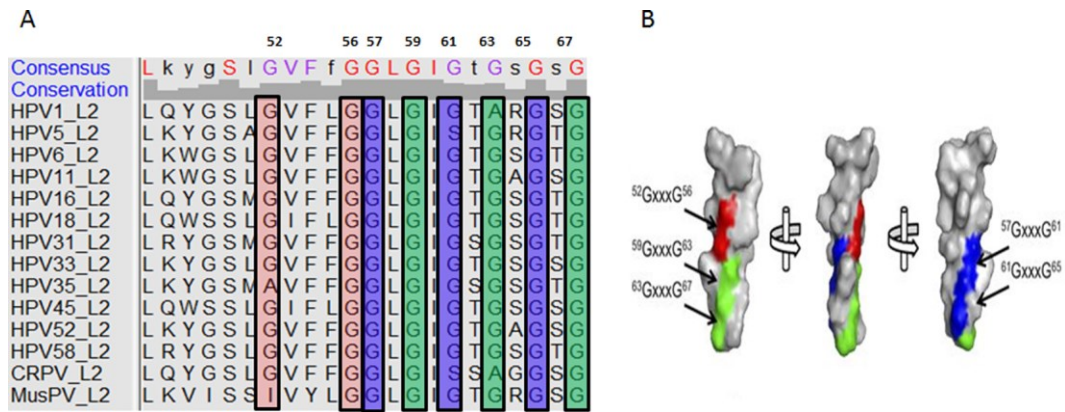 A
B
52 56 57 59 61 63 65 67
Consensus L k y g S l G V F f G G L G I G t G s G s G
Conservation
HPV1_L2 L Q Y G S L G V F L G G L G I G T A R G S G
HPV5_L2 L K Y G S A G V F F G G L G I S T G R G T G
HPV6_L2 L K W G S L G V F F G G L G I G T G S G T G
HPV11_L2 L K W G S L G V F F G G L G I G T G A G S G
HPV16_L2 L Q Y G S M G V F F G G L G I G T G S G T G
HPV18_L2 L Q W S S L G I F L G G L G I G T G S G T G
HPV31_L2 L R Y G S M G V F F G G L G I G S G S G T G
HPV33_L2 L K Y G S L G V F F G G L G I G T G S G S G
HPV35_L2 L K Y G S M A V F F G G L G I G S G S G T G
HPV45_L2 L Q W S S L G I F L G G L G I G T G S G S G
HPV52_L2 L K Y G S L G V F F G G L G I G T G A G S G
HPV58_L2 L R Y G S L G V F F G G L G I G T G S G T G
CRPV_L2 L Q Y G S L G V F F G G L G I S S A G G S G
MusPV_L2 L K V I S S I V Y L G G L G I G T G R G S G
52GxxxG56
59GxxxG63
63GxxxG67
57GxxxG61
61GxxxG65